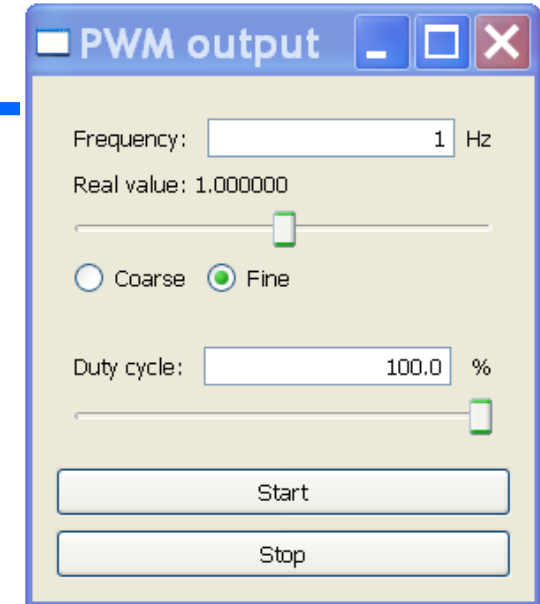 PWM output
Frequency: 1 Hz
Real value: 1.000000
Coarse Fine
Duty cycle: 100.0 %
Start
Stop